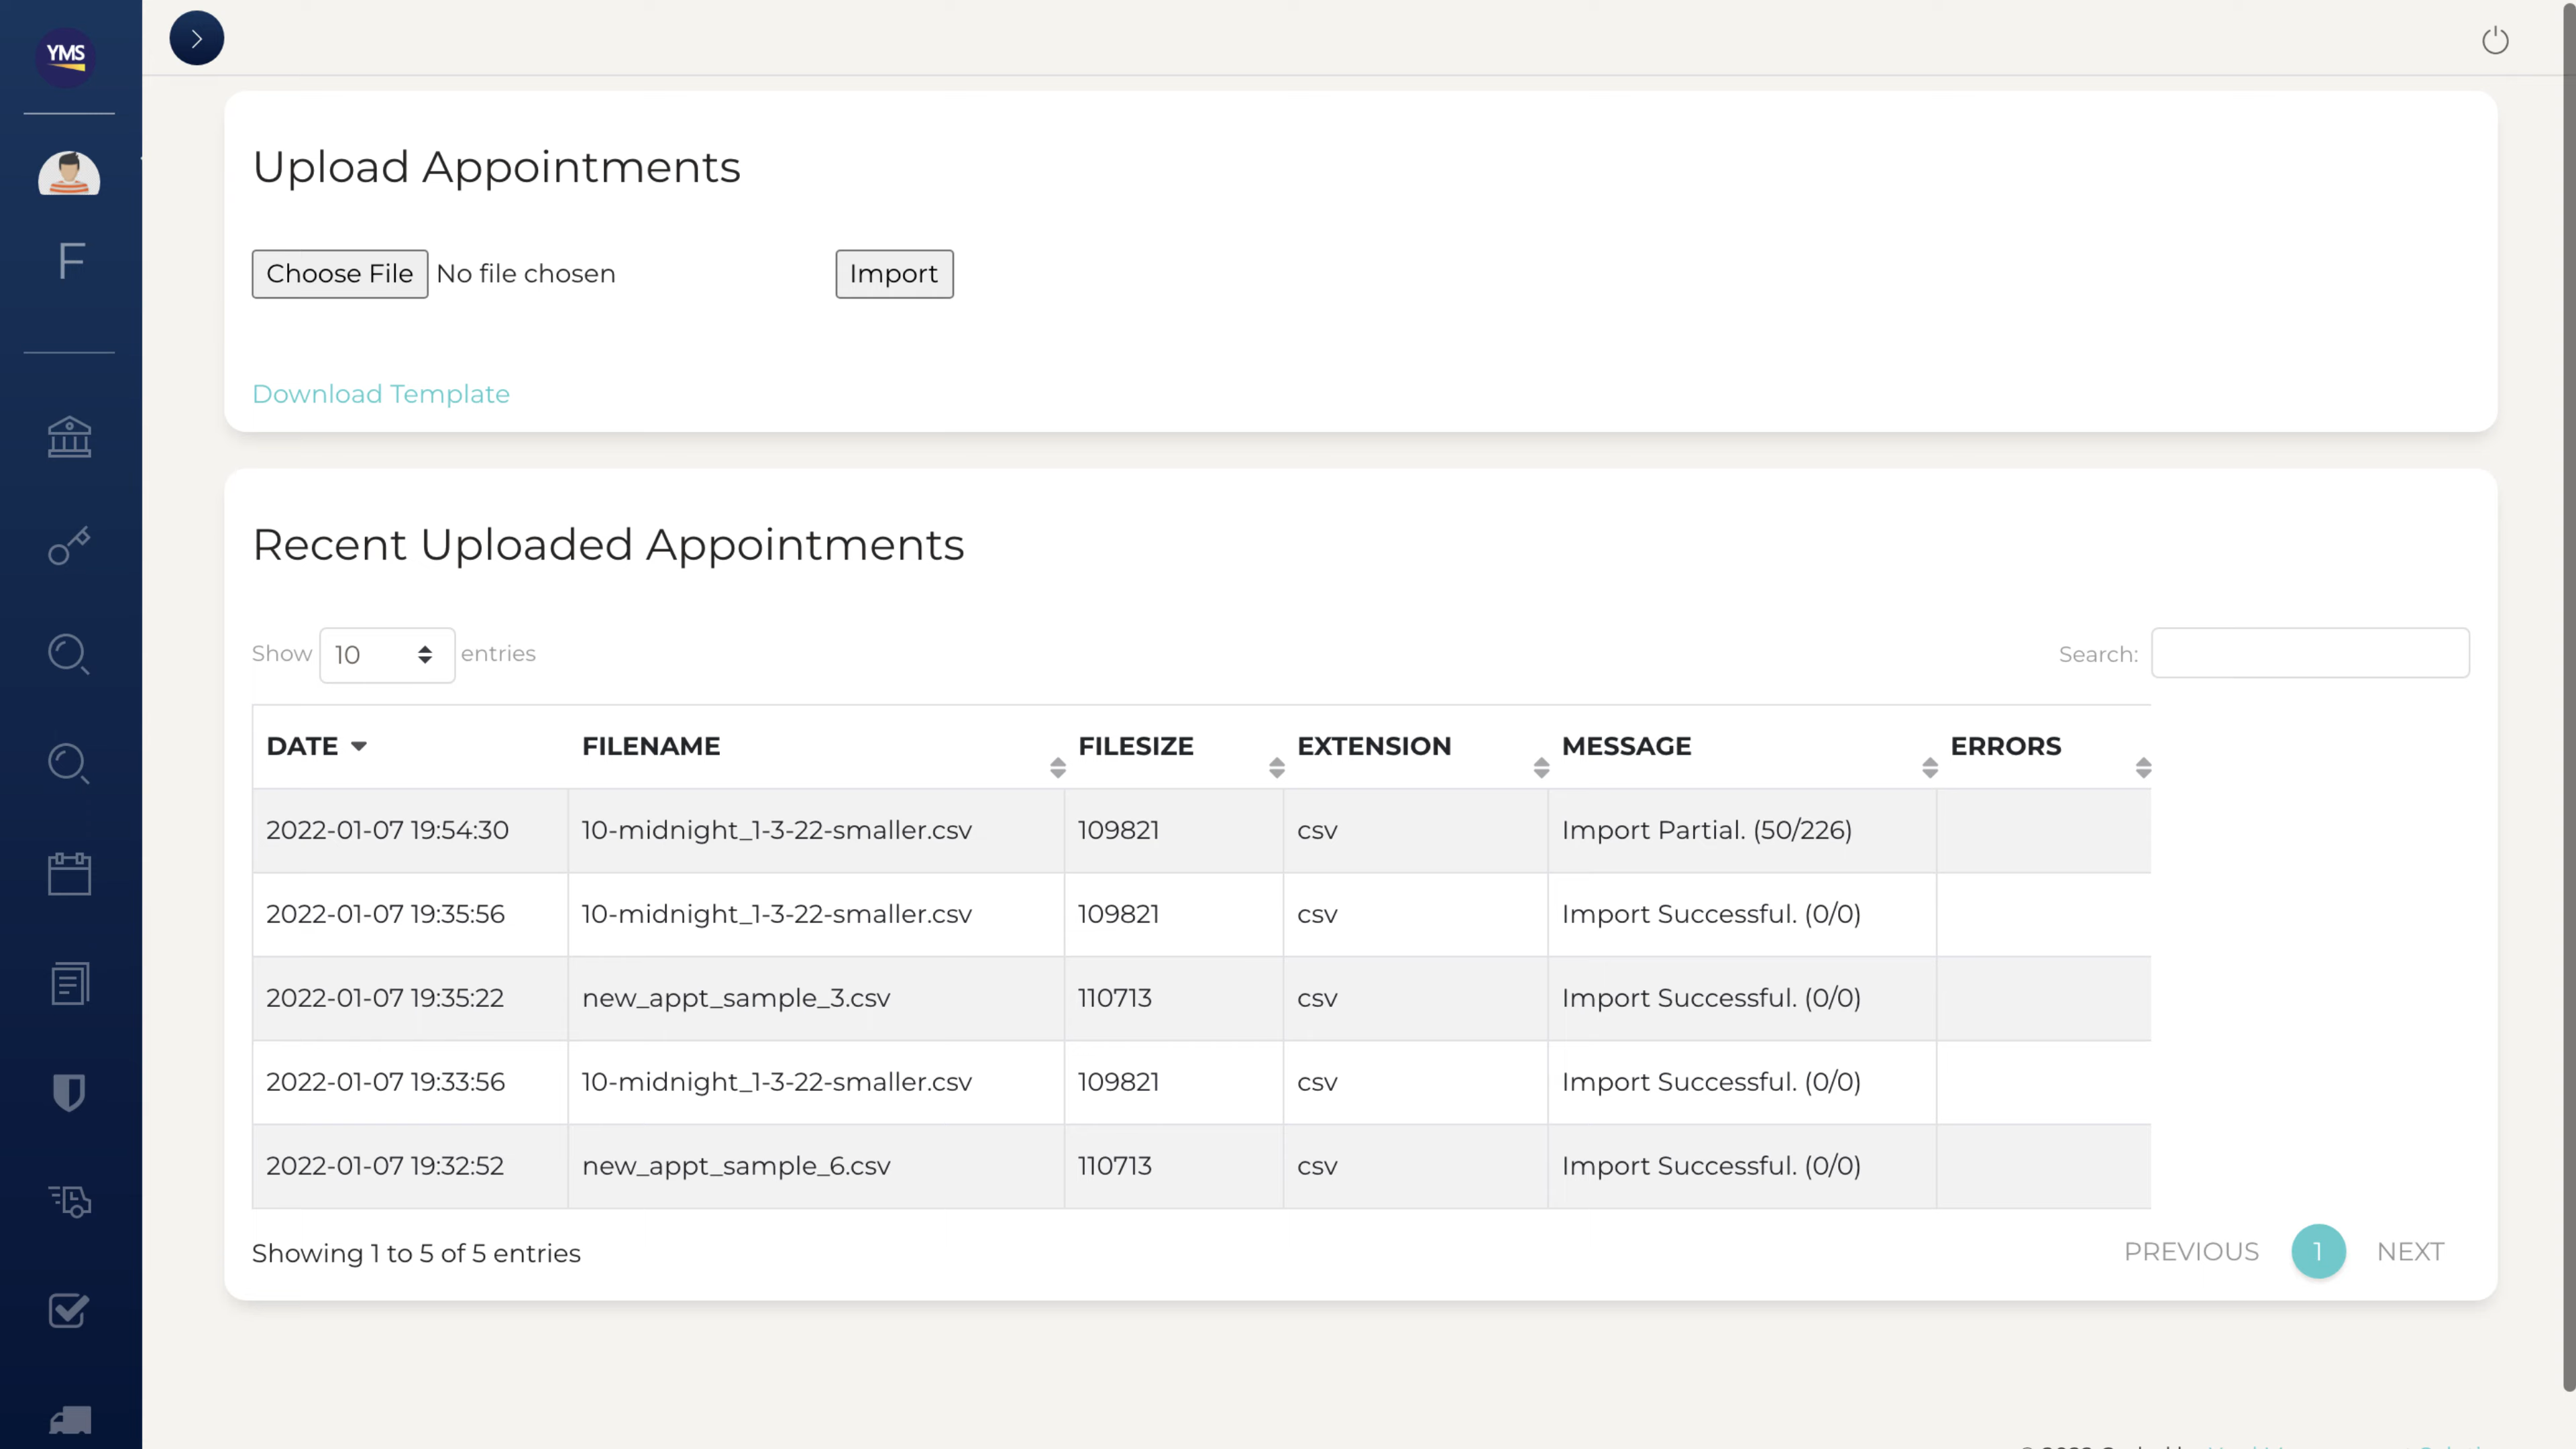 YMS
F
Upload Appointments
Choose File No file chosen Import
Download Template
Recent Uploaded Appointments
Show 10 entries Search:
DATE FILENAME FILESIZE EXTENSION MESSAGE ERRORS
2022-01-07 19:54:30 10-midnight_1-3-22-smaller.csv 109821 csv Import Partial. (50/226)
2022-01-07 19:35:56 10-midnight_1-3-22-smaller.csv 109821 csv Import Successful. (0/0)
2022-01-07 19:35:22 new_appt_sample_3.csv 110713 csv Import Successful. (0/0)
2022-01-07 19:33:56 10-midnight_1-3-22-smaller.csv 109821 csv Import Successful. (0/0)
2022-01-07 19:32:52 new_appt_sample_6.csv 110713 csv Import Successful. (0/0)
Showing 1 to 5 of 5 entries PREVIOUS 1 NEXT